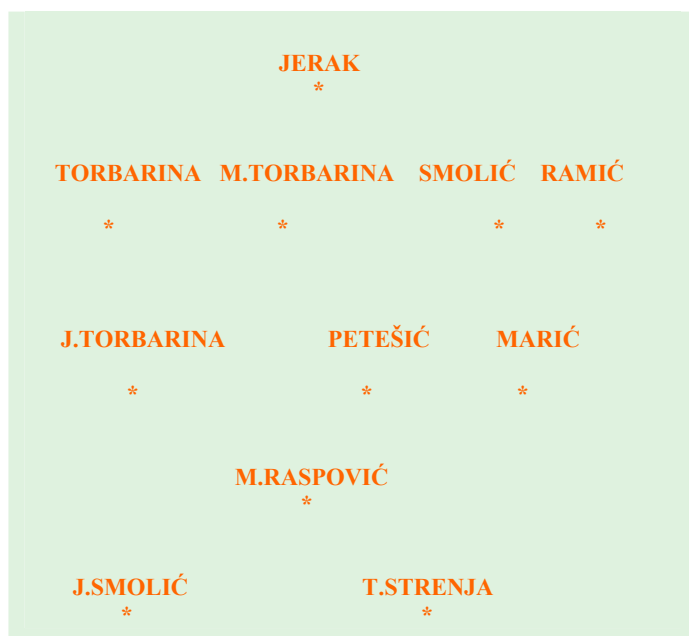 JERAK
*
TORBARINA M.TORBARINA SMOLIĆ RAMIĆ
* * * *
J.TORBARINA PETEŠIĆ MARIĆ
* * *
M.RASPOVIĆ
*
J.SMOLIĆ T.STRENJA
* *